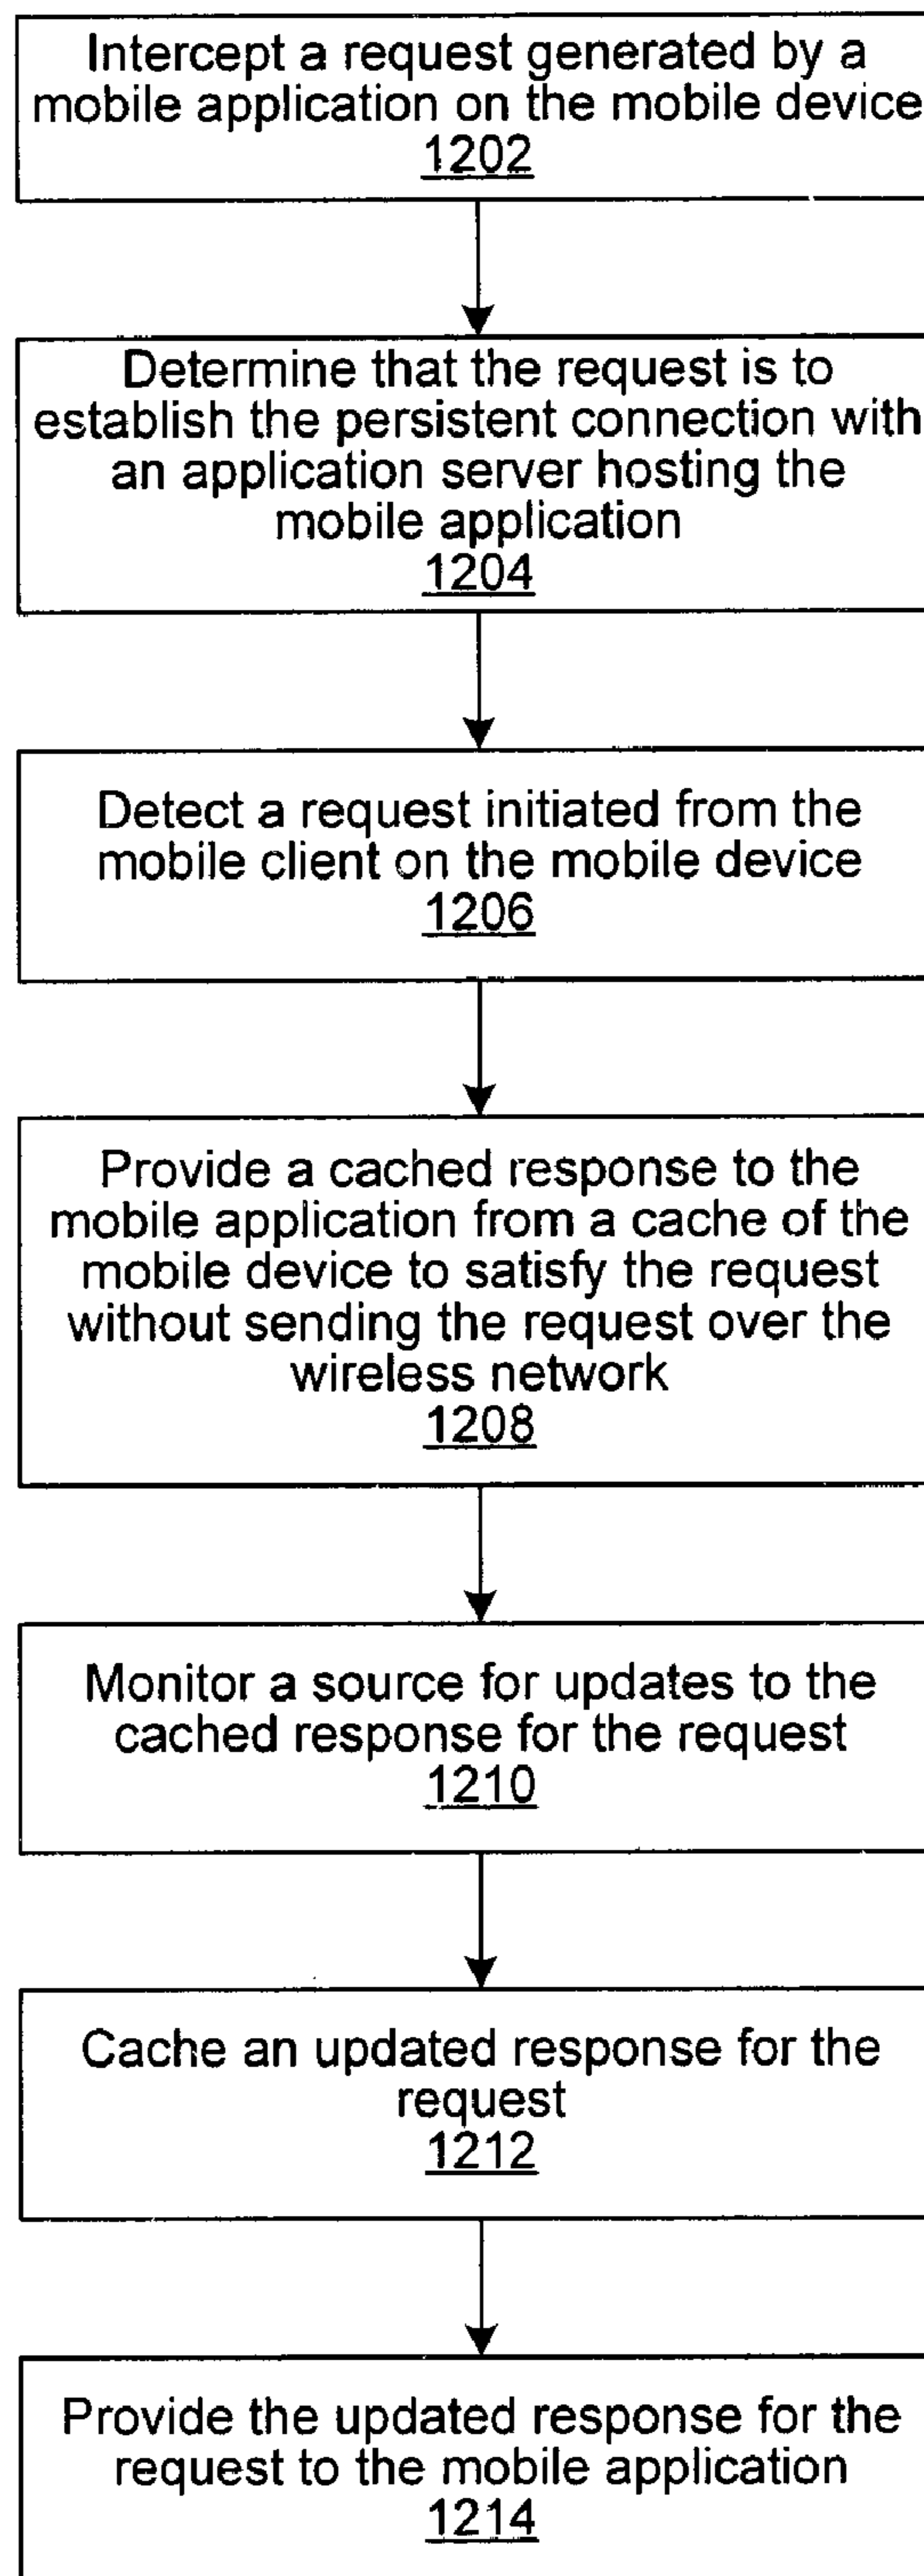 Intercept a request generated by a
mobile application on the mobile device
1202
Determine that the request is to
establish the persistent connection with
an application server hosting the
mobile application
1204
Detect a request initiated from the
mobile client on the mobile device
1206
Provide a cached response to the
mobile application from a cache of the
mobile device to satisfy the request
without sending the request over the
wireless network
1208
Monitor a source for updates to the
cached response for the request
1210
Cache an updated response for the
request
1212
Provide the updated response for the
request to the mobile application
1214